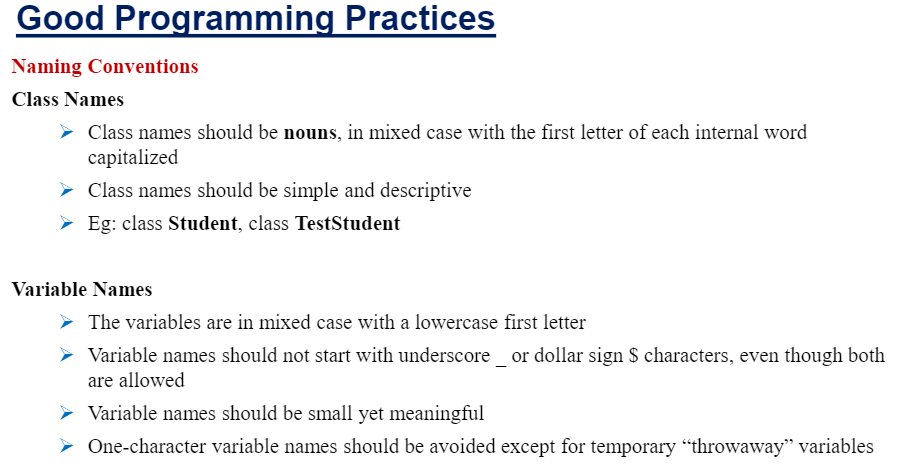 Good Programming Practices
Naming Conventions
Class Names
➢ Class names should be nouns, in mixed case with the first letter of each internal word
capitalized
➢ Class names should be simple and descriptive
➢ Eg: class Student, class TestStudent
Variable Names
➢ The variables are in mixed case with a lowercase first letter
➢ Variable names should not start with underscore _ or dollar sign $ characters, even though both
are allowed
➢ Variable names should be small yet meaningful
➢ One-character variable names should be avoided except for temporary “throwaway” variables